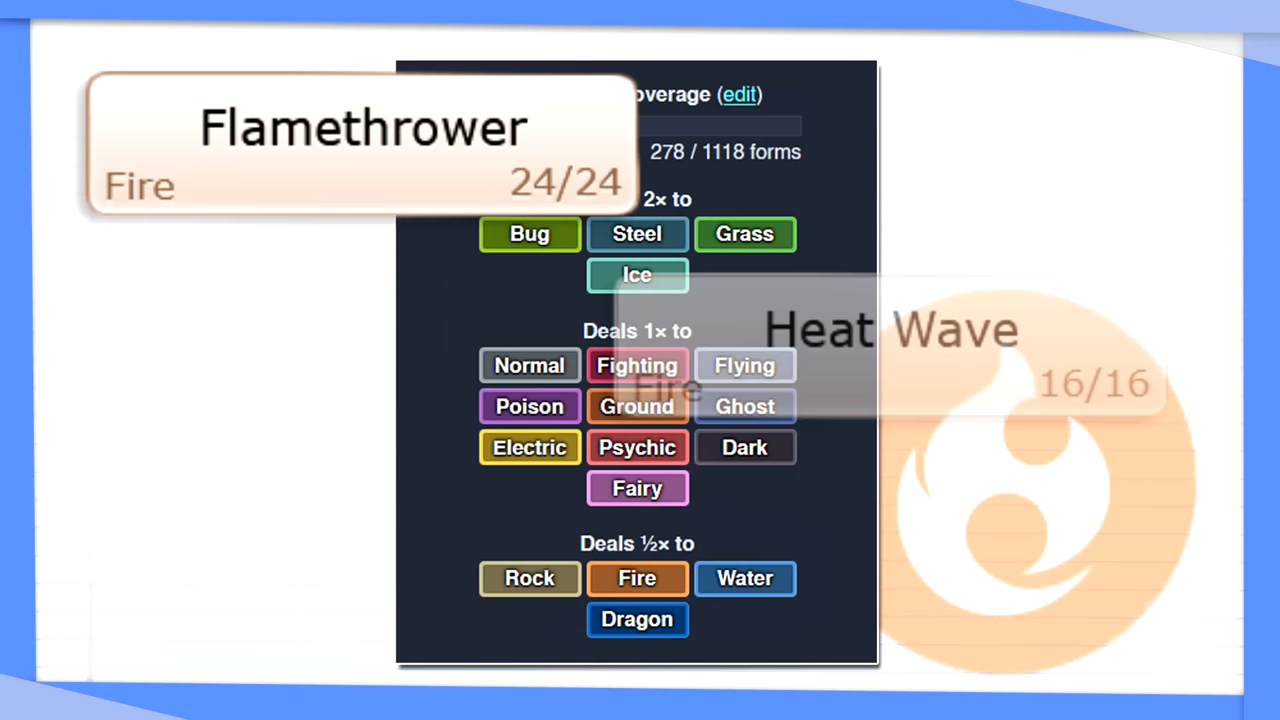 Flamethrower
Fire 24/24
overage (edit)
278 / 1118 forms
2× to
Bug Steel Grass
Ice
Deals 1× to
Heat Wave
Normal Fighting Flying
Fire 16/16
Poison Ground Ghost
Electric Psychic Dark
Fairy
Deals ½× to
Rock Fire Water
Dragon